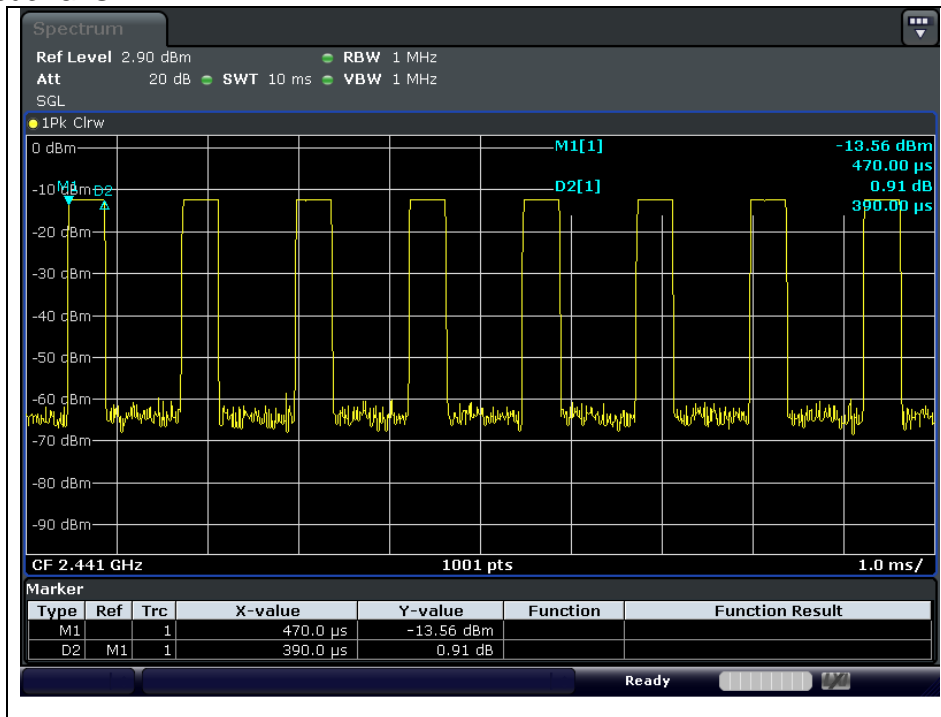 Spectrum
Ref Level 2.90 dBm RBW 1 MHz
Att 20 dB SWT 10 ms VBW 1 MHz
SGL
1Pk Clrw
0 dBm
M1[1] -13.56 dBm
470.00 µs
-10 dBm
M1
D2
D2[1] 0.91 dB
390.00 µs
-20 dBm
-30 dBm
-40 dBm
-50 dBm
-60 dBm
-70 dBm
-80 dBm
-90 dBm
CF 2.441 GHz 1001 pts 1.0 ms/
Marker
Type Ref Trc X-value Y-value Function Function Result
M1 1 470.0 µs -13.56 dBm
D2 M1 1 390.0 µs 0.91 dB
Ready